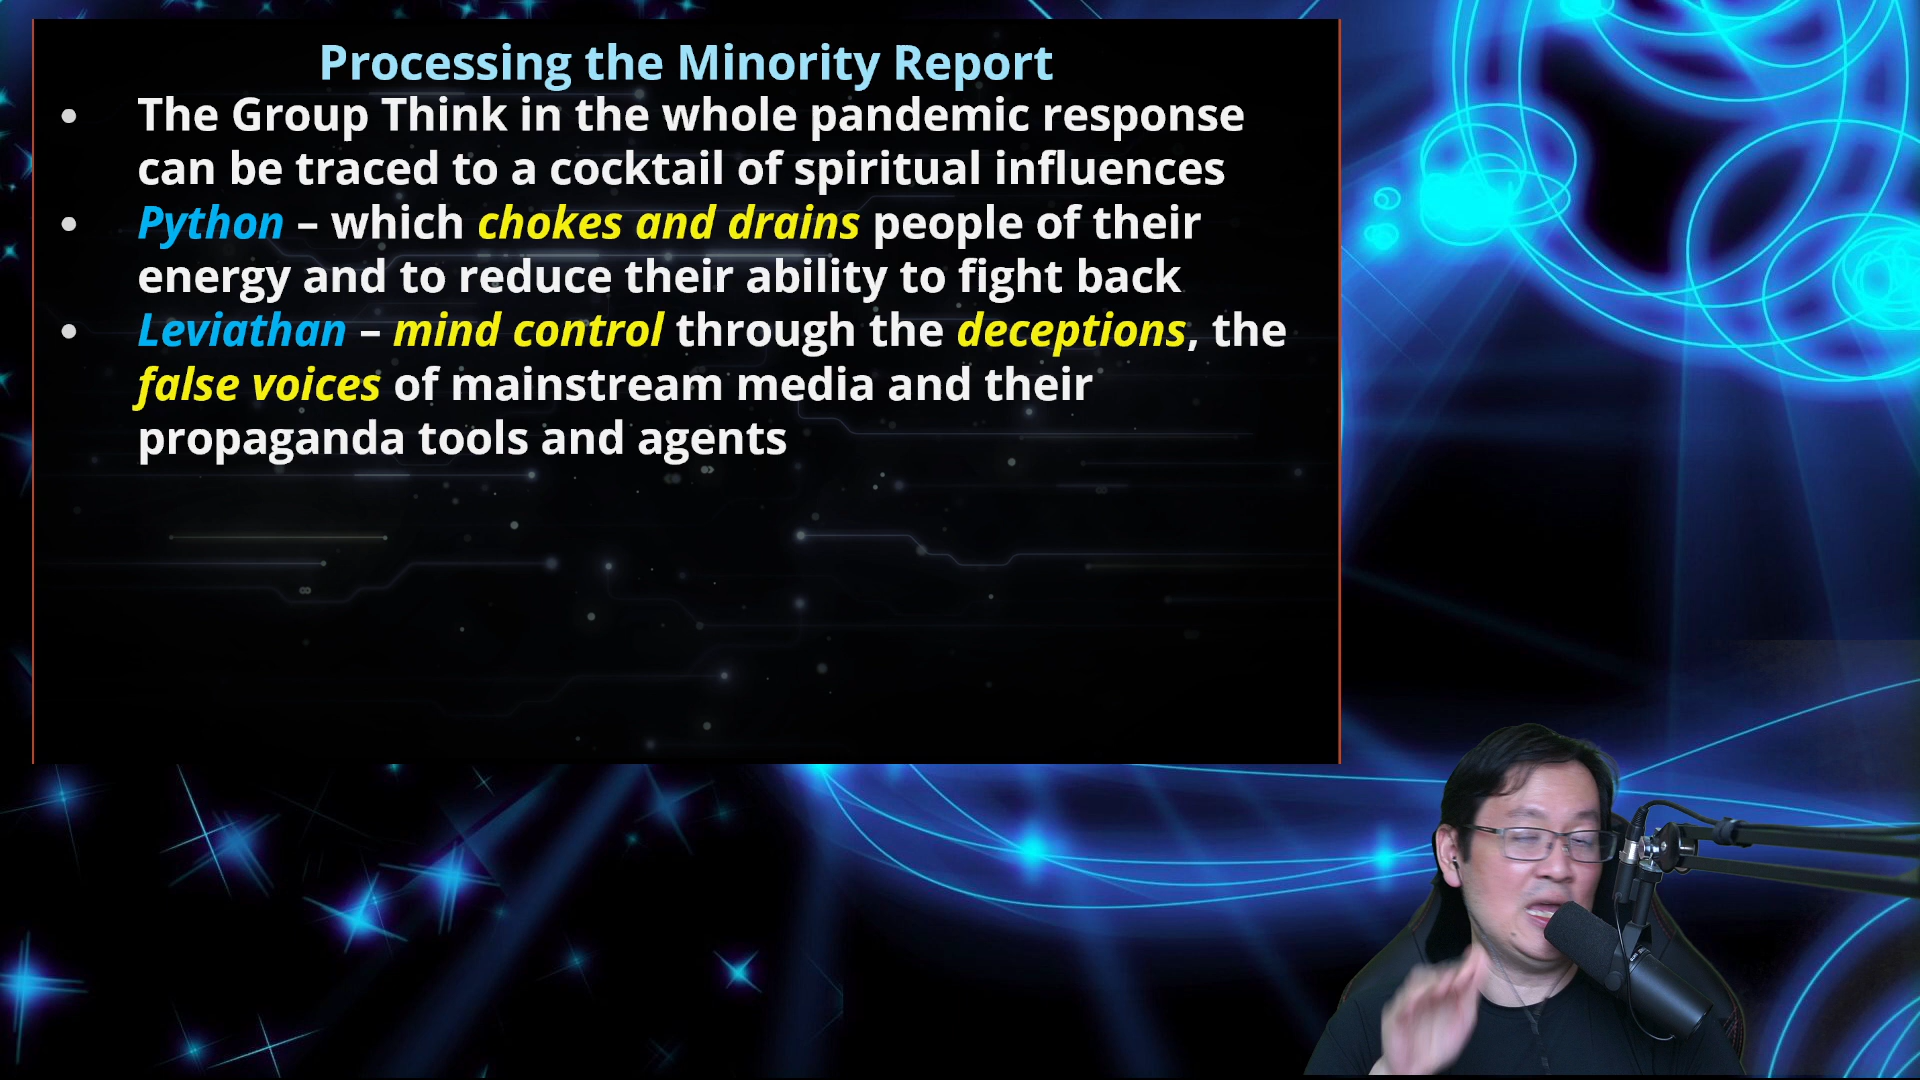 Processing the Minority Report
• The Group Think in the whole pandemic response
can be traced to a cocktail of spiritual influences
• Python – which chokes and drains people of their
energy and to reduce their ability to fight back
• Leviathan – mind control through the deceptions, the
false voices of mainstream media and their
propaganda tools and agents